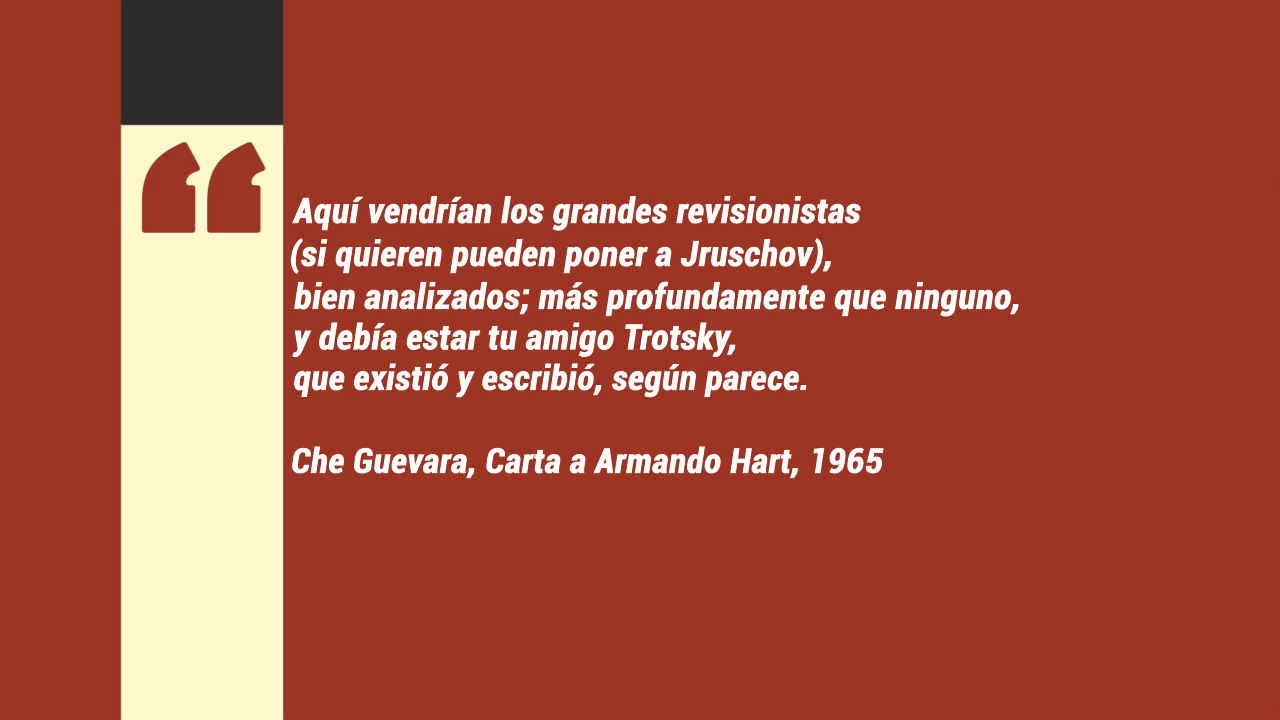 Aquí vendrían los grandes revisionistas
(si quieren pueden poner a Jruschov),
bien analizados; más profundamente que ninguno,
y debía estar tu amigo Trotsky,
que existió y escribió, según parece.
Che Guevara, Carta a Armando Hart, 1965